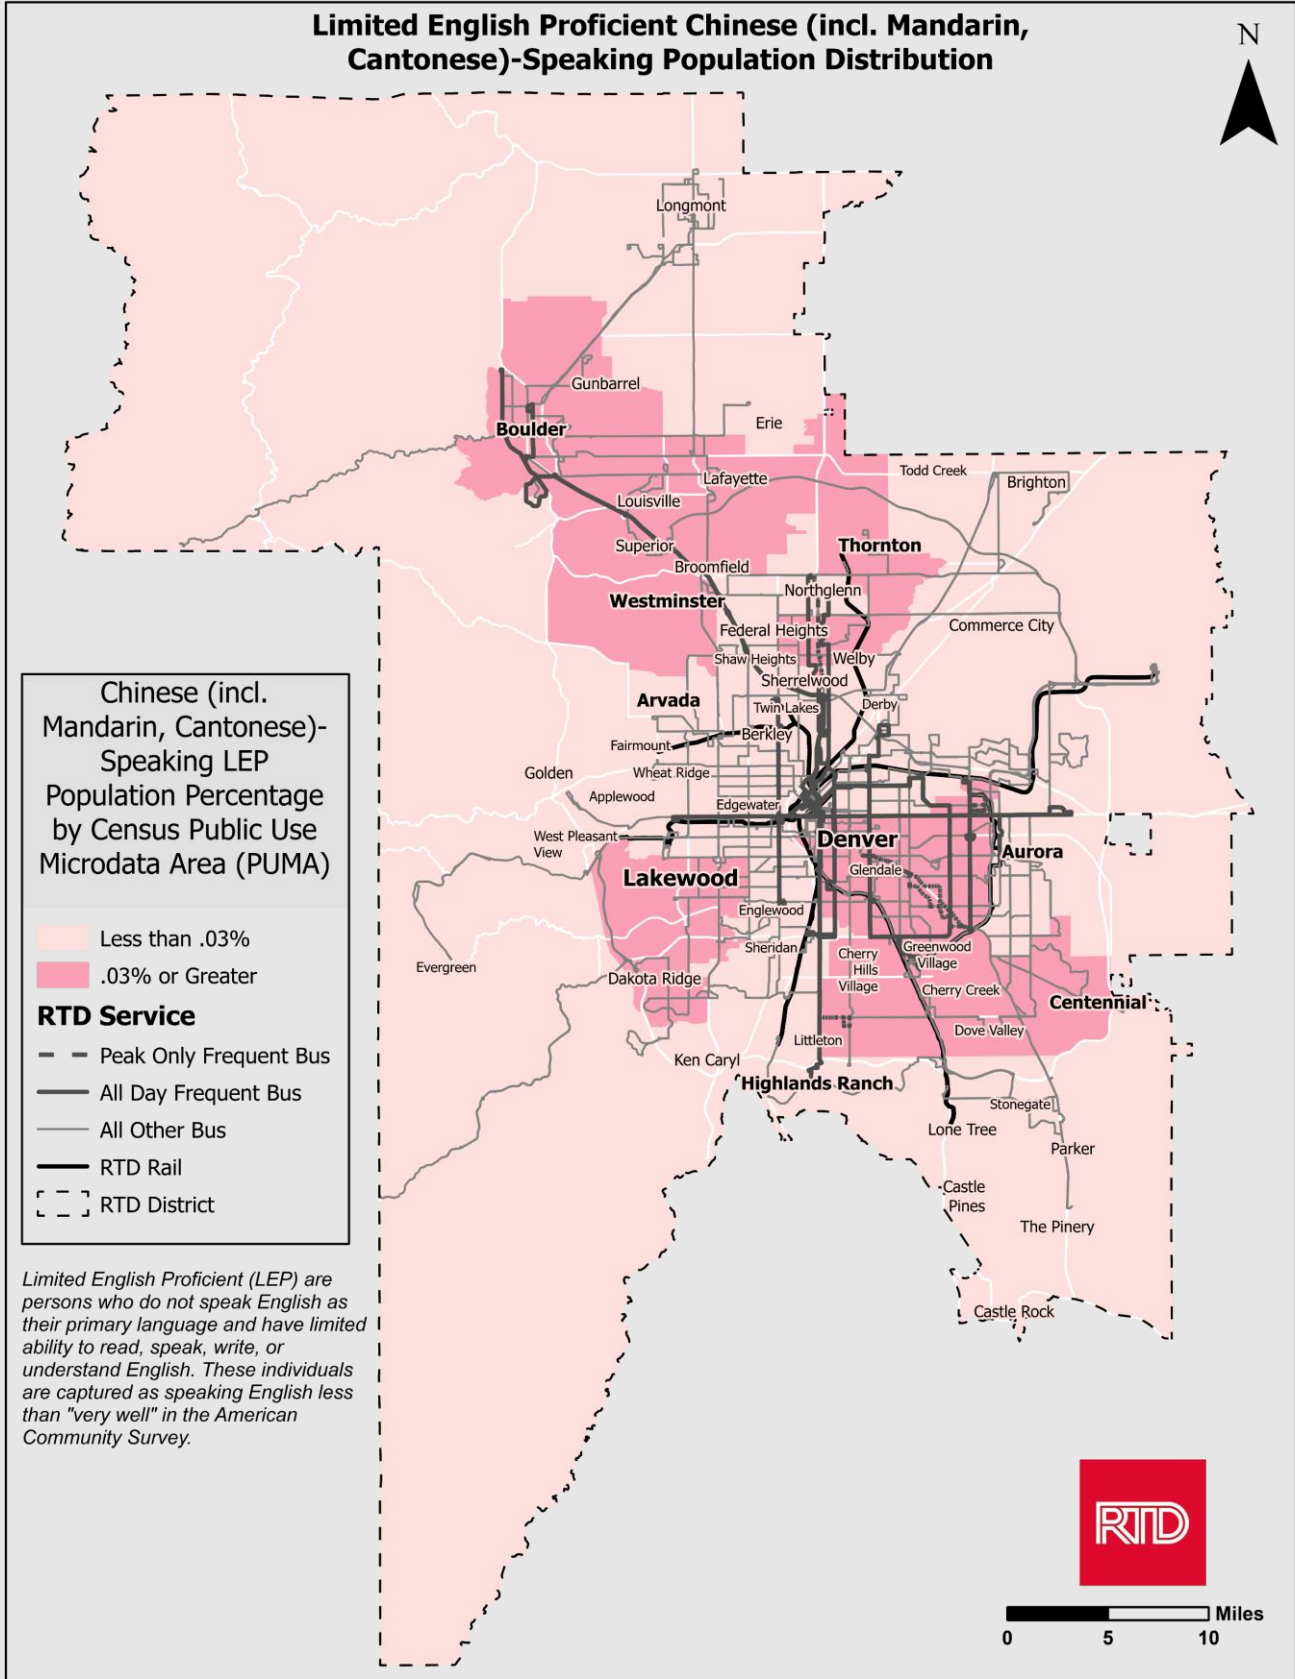 Limited English Proficient Chinese (incl. Mandarin,
Cantonese)-Speaking Population Distribution
N
Longmont
Gunbarrel
Boulder
Erie
Lafayette
Todd Creek
Brighton
Louisville
Superior
Thornton
Broomfield
Northglenn
Westminster
Federal Heights
Commerce City
Shaw Heights
Welby
Sherrelwood
Arvada
Twin Lakes
Derby
Berkley
Fairmount
Wheat Ridge
Golden
Applewood
Edgewater
West Pleasant
View
Denver
Aurora
Glendale
Lakewood
Englewood
Sheridan
Greenwood
Village
Cherry
Hills
Village
Evergreen
Dakota Ridge
Cherry Creek
Centennial
Dove Valley
Littleton
Ken Caryl
Highlands Ranch
Stonegate
Lone Tree
Parker
Castle
Pines
The Pinery
Castle Rock
Chinese (incl.
Mandarin, Cantonese)-
Speaking LEP
Population Percentage
by Census Public Use
Microdata Area (PUMA)
Less than .03%
.03% or Greater
RTD Service
Peak Only Frequent Bus
All Day Frequent Bus
All Other Bus
RTD Rail
RTD District
Limited English Proficient (LEP) are
persons who do not speak English as
their primary language and have limited
ability to read, speak, write, or
understand English. These individuals
are captured as speaking English less
than "very well" in the American
Community Survey.
RTD
Miles
0 5 10